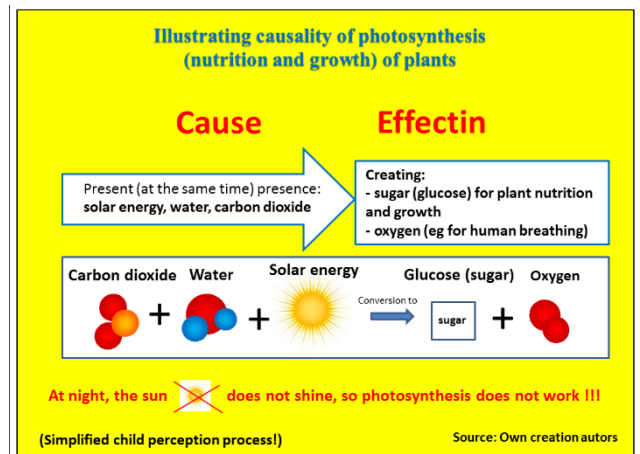 Illustrating causality of photosynthesis
(nutrition and growth) of plants
Cause
Effectin
Present (at the same time) presence:
solar energy, water, carbon dioxide
Creating:
- sugar (glucose) for plant nutrition
and growth
- oxygen (eg for human breathing)
Carbon dioxide
Water
Solar energy
Glucose (sugar)
Oxygen
+
+
Conversion to
sugar
+
At night, the sun does not shine, so photosynthesis does not work !!!
(Simplified child perception process!)
Source: Own creation autors